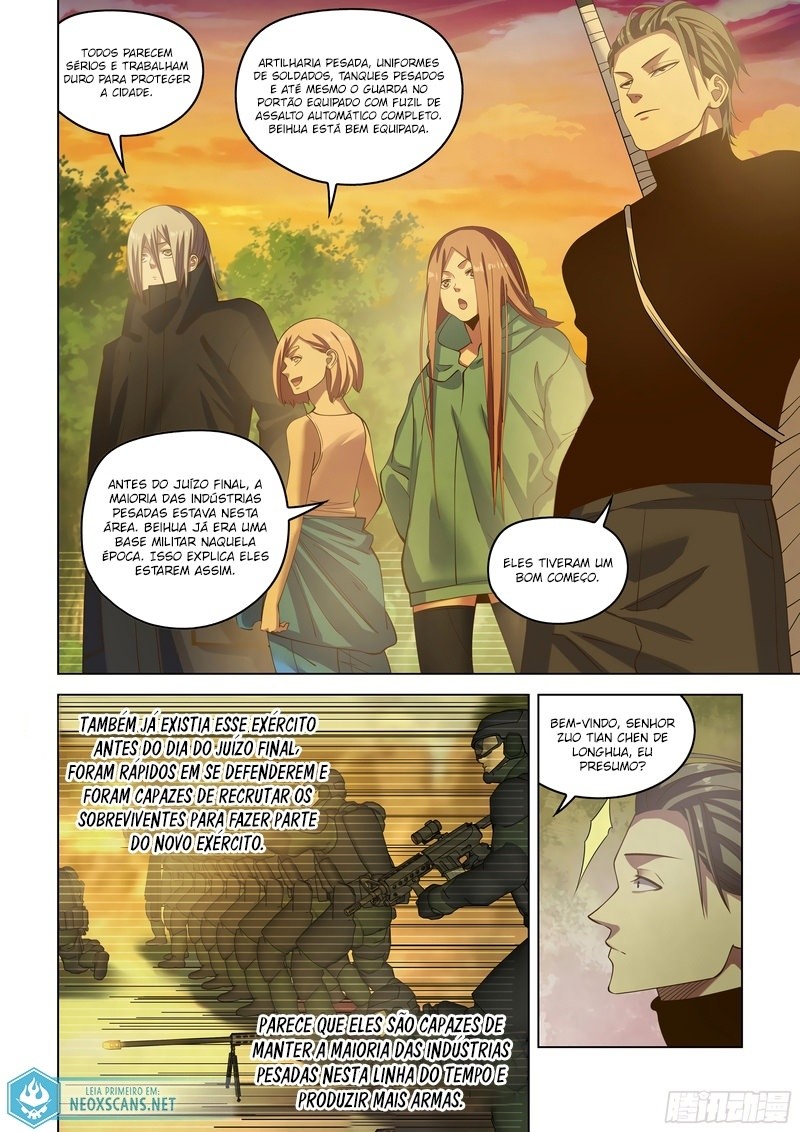 TODOS PARECEM
SÉRIOS E TRABALHAM
DURO PARA PROTEGER
A CIDADE.
ARTILHARIA PESADA, UNIFORMES
DE SOLDADOS, TANQUES PESADOS
E ATÉ MESMO O GUARDA NO
PORTÃO EQUIPADO COM FUZIL DE
ASSALTO AUTOMÁTICO COMPLETO.
BEIHUA ESTÁ BEM EQUIPADA.
ANTES DO JUÍZO FINAL, A
MAIORIA DAS INDÚSTRIAS
PESADAS ESTAVA NESTA
ÁREA. BEIHUA JÁ ERA UMA
BASE MILITAR NAQUELA
ÉPOCA. ISSO EXPLICA ELES
ESTAREM ASSIM.
ELES TIVERAM UM
BOM COMEÇO.
TAMBÉM JÁ EXISTIA ESSE EXÉRCITO
ANTES DO DIA DO JUÍZO FINAL,
FORAM RÁPIDOS EM SE DEFENDEREM E
FORAM CAPAZES DE RECRUTAR OS
SOBREVIVENTES PARA FAZER PARTE
DO NOVO EXÉRCITO.
BEM-VINDO, SENHOR
ZUO TIAN CHEN DE
LONGHUA, EU
PRESUMO?
PARECE QUE ELES SÃO CAPAZES DE
MANTER A MAIORIA DAS INDÚSTRIAS
PESADAS NESTA LINHA DO TEMPO E
PRODUZIR MAIS ARMAS.
LEIA PRIMEIRO EM:
NEOXSCANS.NET
腾讯动漫